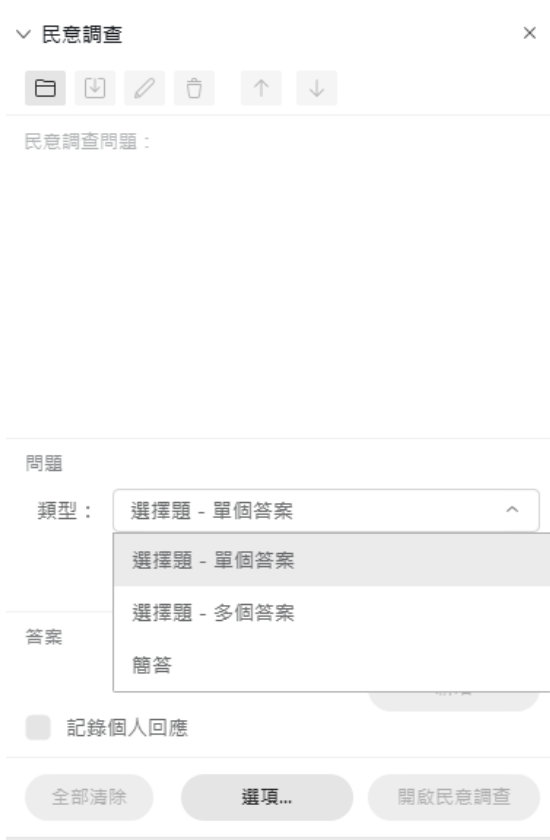 民意調查
民意調查問題：
問題
類型： 選擇題 - 單個答案
選擇題 - 單個答案
選擇題 - 多個答案
答案
簡答
記錄個人回應
全部清除 選項... 開啟民意調查